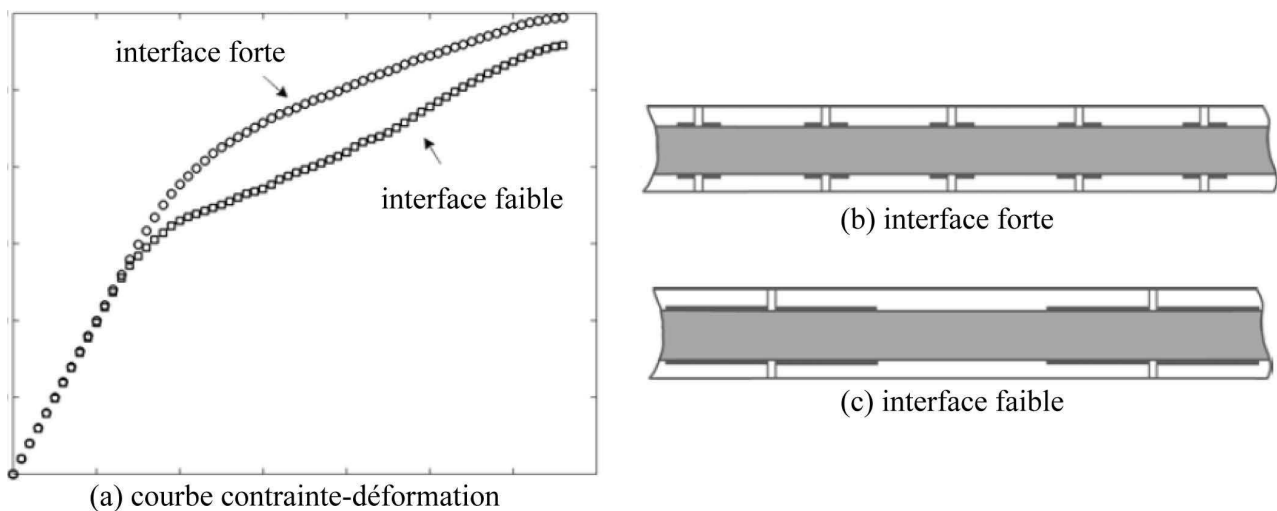 interface forte
interface faible
(a) courbe contrainte-déformation
(b) interface forte
(c) interface faible